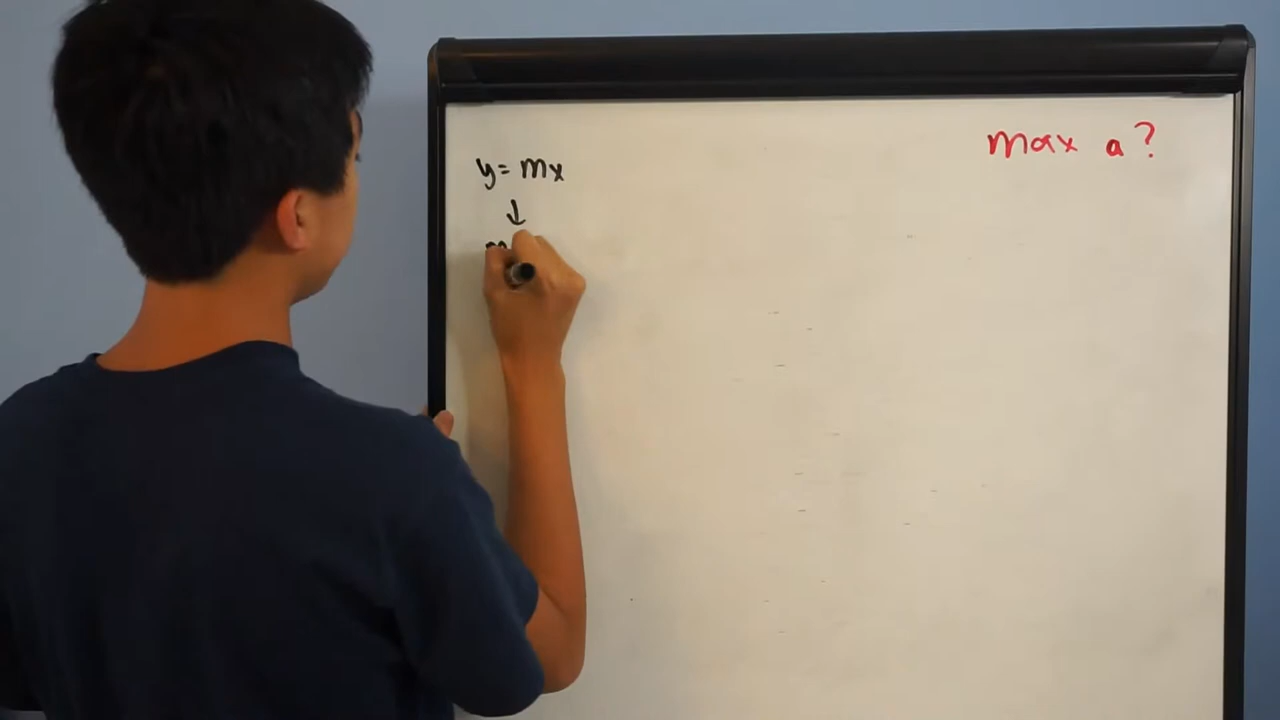 max a?
y = mx
↓
m